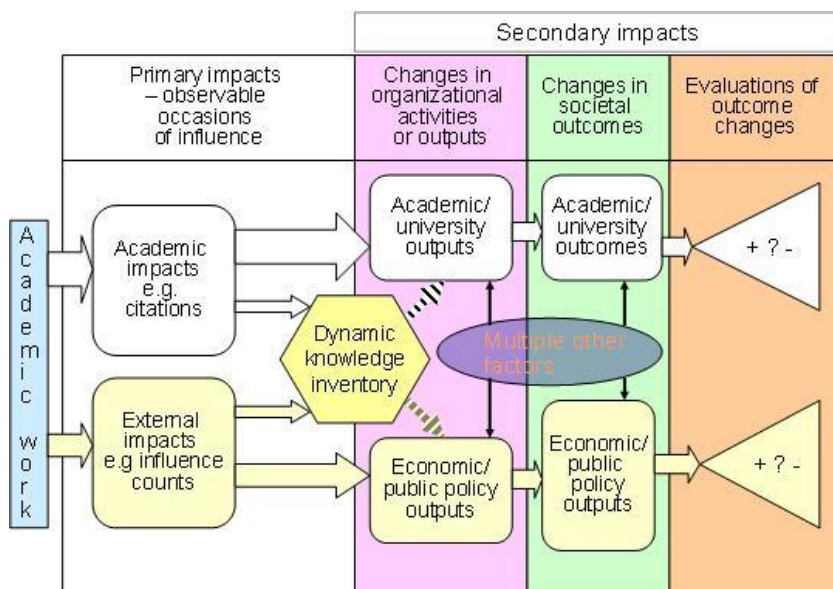 Secondary impacts
Primary impacts
– observable
occasions
of influence
Changes in
organizational
activities
or outputs
Changes in
societal
outcomes
Evaluations of
outcome
changes
Academic work
Academic
impacts
e.g.
citations
Academic/
university
outputs
Academic/
university
outcomes
+ ? -
Dynamic
knowledge
inventory
Multiple other
factors
External
impacts
e.g influence
counts
Economic/
public policy
outputs
Economic/
public
policy
outputs
+ ? -